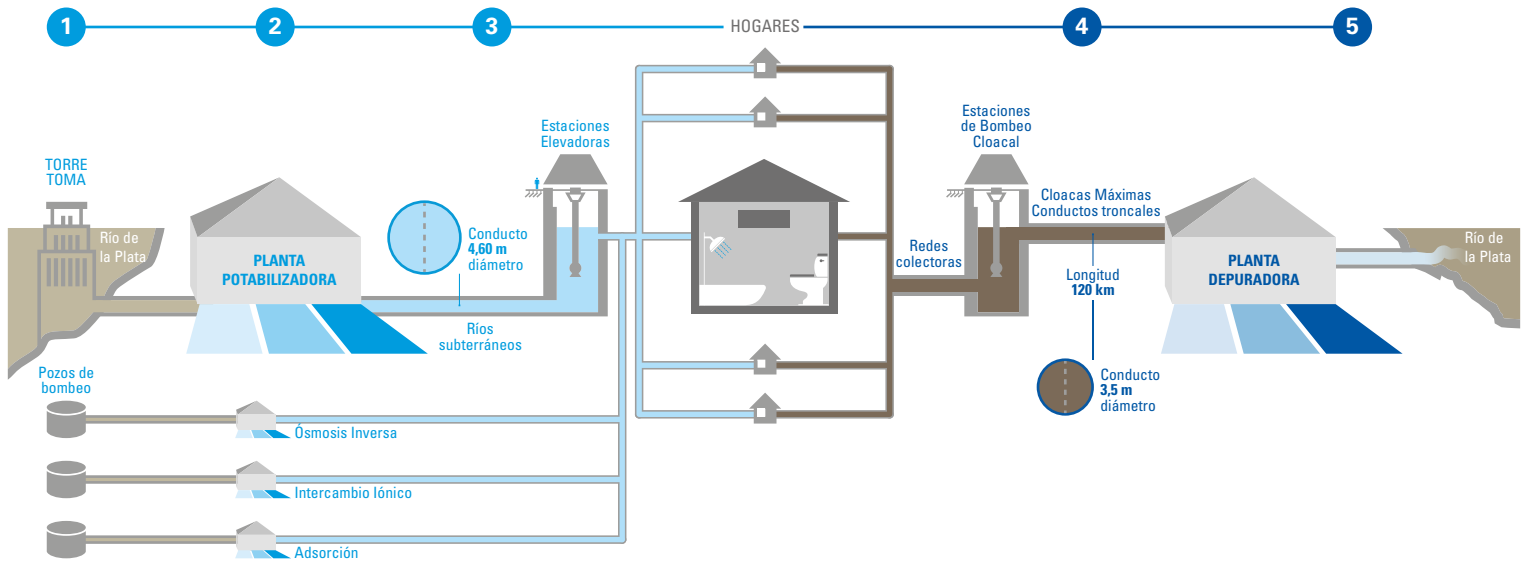 1
2
3
HOGARES
4
5
TORRE
TOMA
Río de
la Plata
PLANTA
POTABILIZADORA
Conducto
4,60 m
diámetro
Ríos
subterráneos
Estaciones
Elevadoras
Pozos de
bombeo
Ósmosis Inversa
Intercambio Iónico
Adsorción
Redes
colectoras
Estaciones
de Bombeo
Cloacal
Cloacas Máximas
Conductos troncales
Longitud
120 km
Conducto
3,5 m
diámetro
PLANTA
DEPURADORA
Río de
la Plata